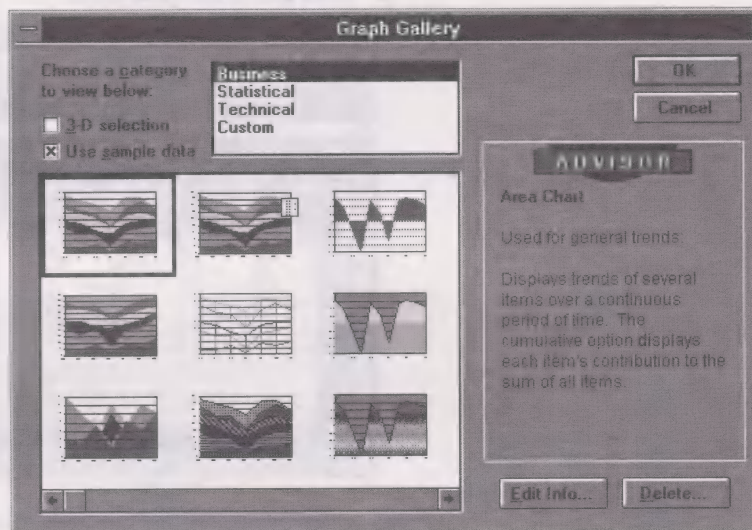 Graph Gallery
Choose a category
to view below:
3-D selection
Use sample data
Business
Statistical
Technical
Custom
OK
Cancel
ADVISOR
Area Chart
Used for general trends.
Displays trends of several
items over a continuous
period of time. The
cumulative option displays
each item's contribution to the
sum of all items.
Edit Info...
Delete...